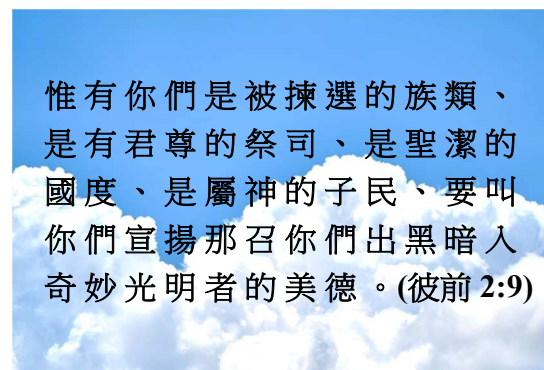 惟有你們是被揀選的族類、
是有君尊的祭司、是聖潔的
國度、是屬神的子民、要叫
你們宣揚那召你們出黑暗入
奇妙光明者的美德。(彼前 2:9)